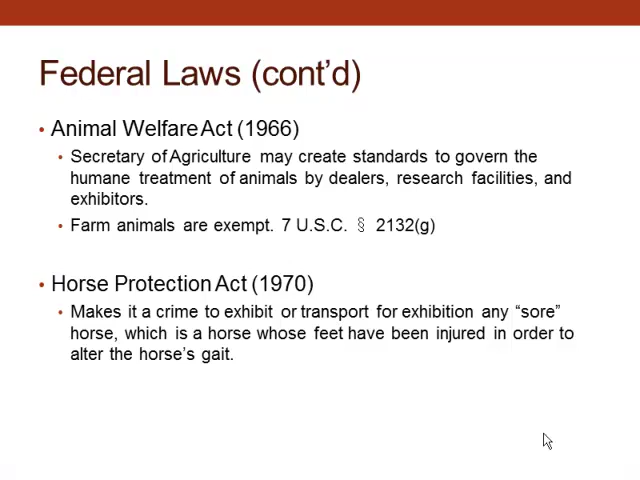 Federal Laws (cont’d)
• Animal Welfare Act (1966)
• Secretary of Agriculture may create standards to govern the
humane treatment of animals by dealers, research facilities, and
exhibitors.
• Farm animals are exempt. 7 U.S.C. § 2132(g)
• Horse Protection Act (1970)
• Makes it a crime to exhibit or transport for exhibition any “sore”
horse, which is a horse whose feet have been injured in order to
alter the horse’s gait.